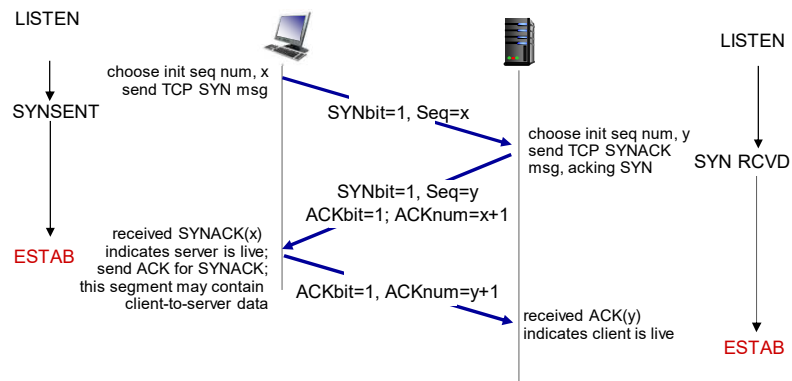 LISTEN
LISTEN
choose init seq num, x
send TCP SYN msg
SYNSENT
SYNbit=1, Seq=x
choose init seq num, y
send TCP SYNACK
msg, acking SYN
SYN RCVD
SYNbit=1, Seq=y
ACKbit=1; ACKnum=x+1
received SYNACK(x)
indicates server is live;
send ACK for SYNACK;
this segment may contain
client-to-server data
ESTAB
ACKbit=1, ACKnum=y+1
received ACK(y)
indicates client is live
ESTAB